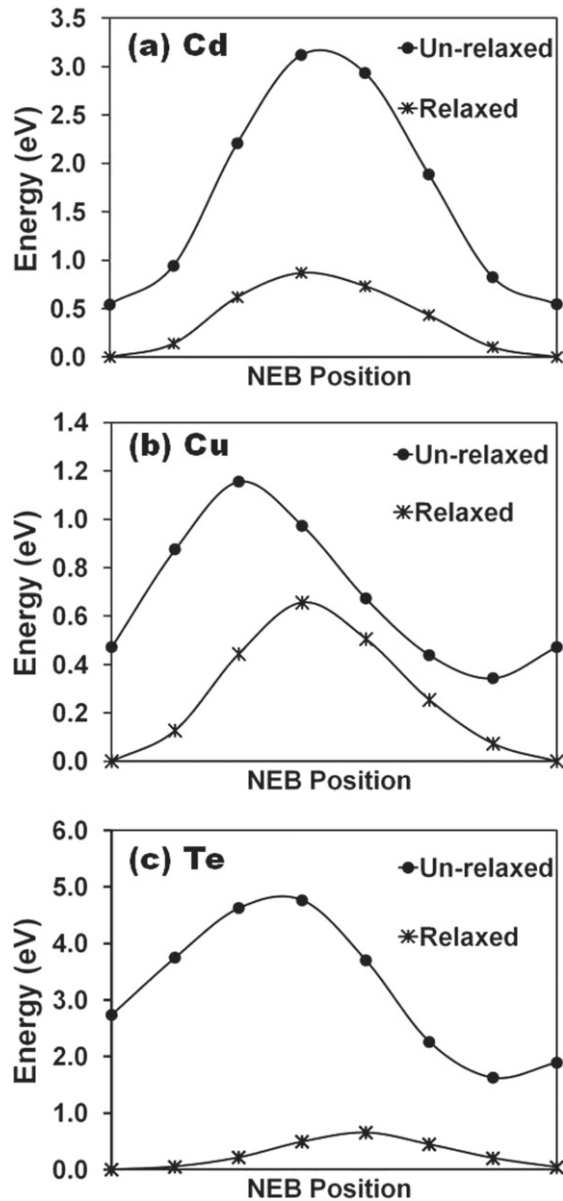 (a) Cd
Un-relaxed
Relaxed
Energy (eV)
3.5
3.0
2.5
2.0
1.5
1.0
0.5
0.0
NEB Position
(b) Cu
Un-relaxed
Relaxed
Energy (eV)
1.4
1.2
1.0
0.8
0.6
0.4
0.2
0.0
NEB Position
(c) Te
Un-relaxed
Relaxed
Energy (eV)
6.0
5.0
4.0
3.0
2.0
1.0
0.0
NEB Position